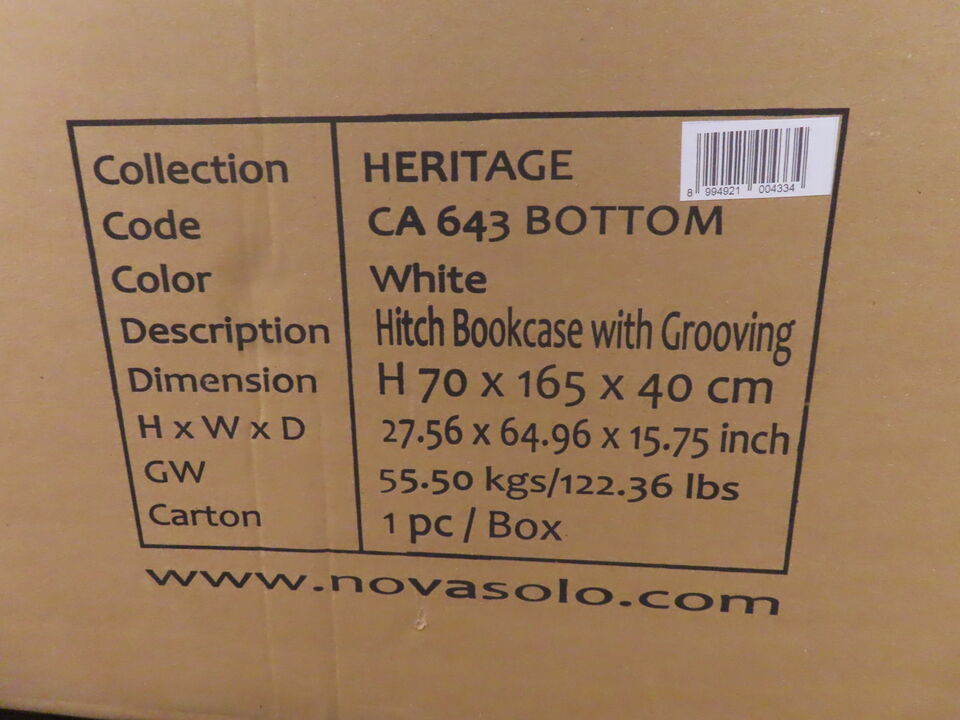 Collection HERITAGE
8 994921 004334
Code CA 643 BOTTOM
Color White
Description Hitch Bookcase with Grooving
Dimension H 70 x 165 x 40 cm
H x W x D 27.56 x 64.96 x 15.75 inch
GW 55.50 kgs/122.36 lbs
Carton 1 pc / Box
www.novasolo.com